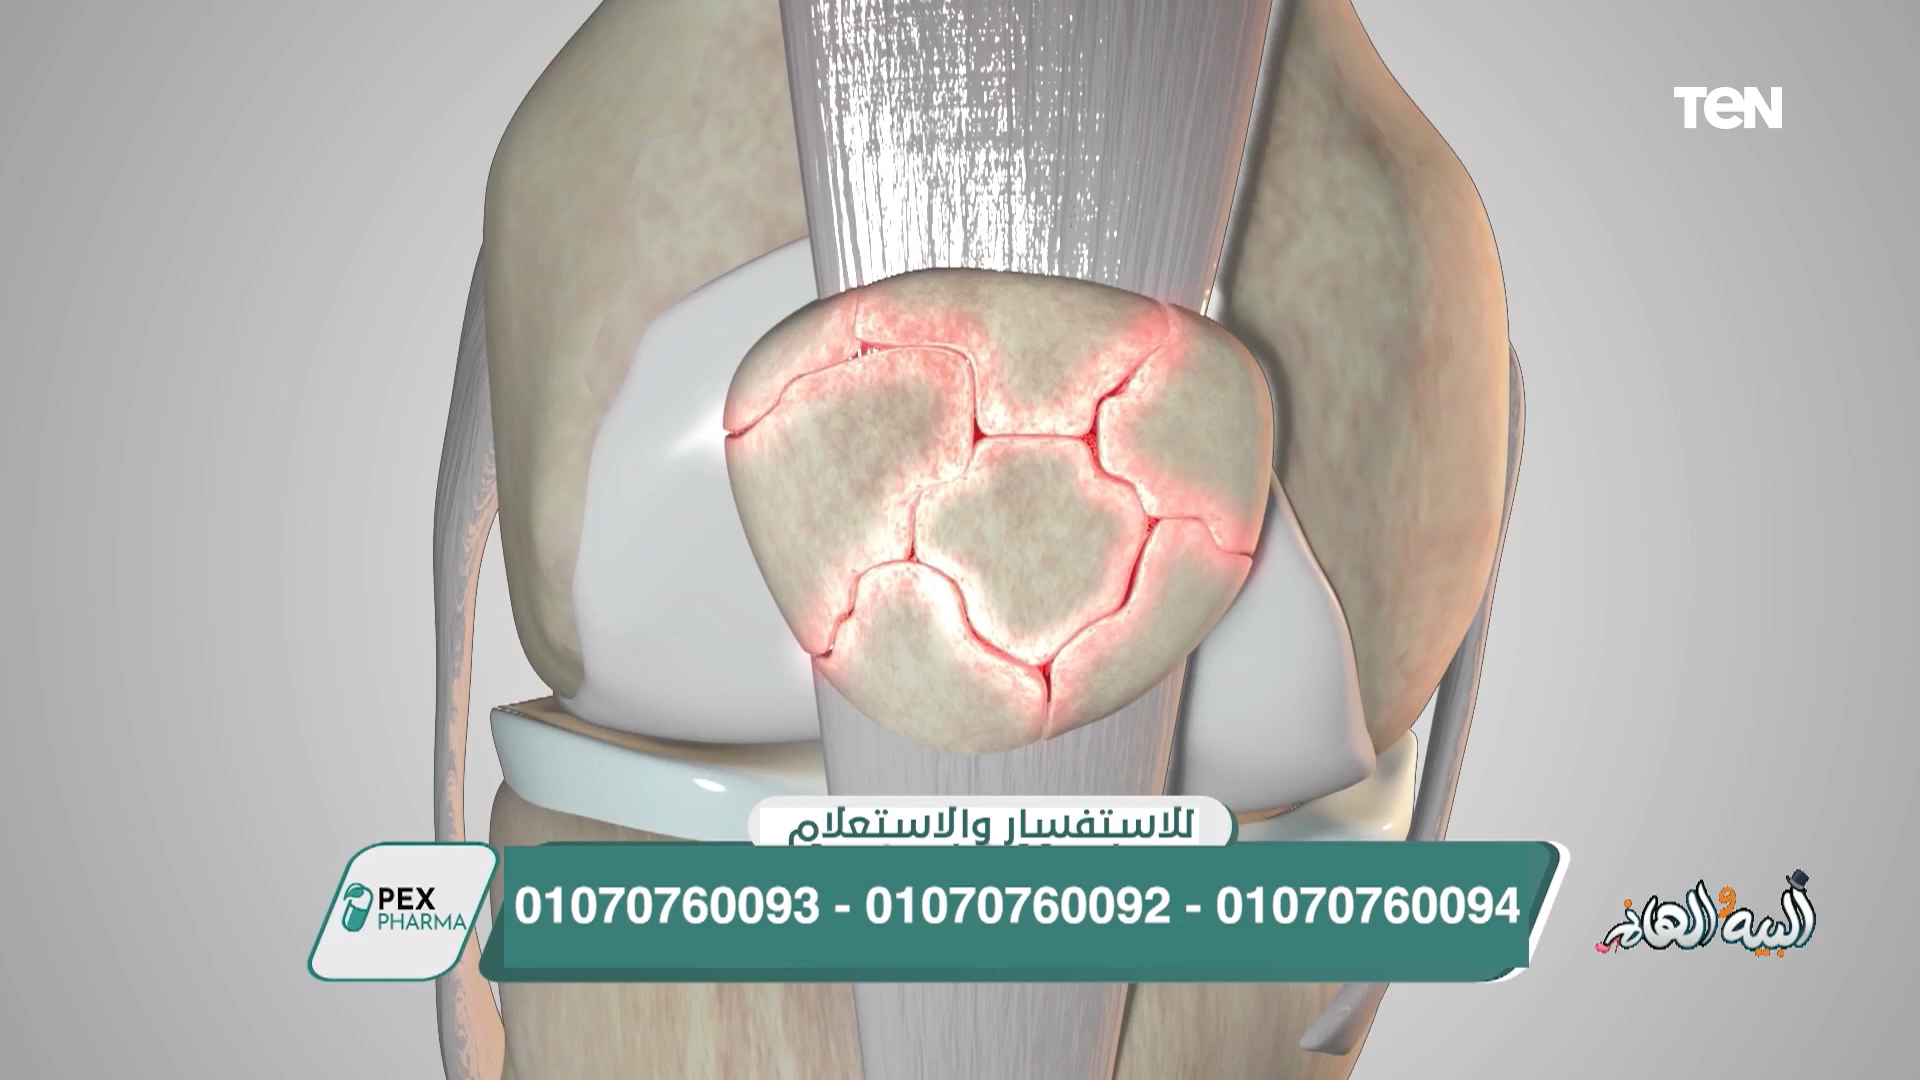 TeN
للاستفسار والاستعلام
PEX
PHARMA
01070760093 - 01070760092 - 01070760094
البيه والهانم